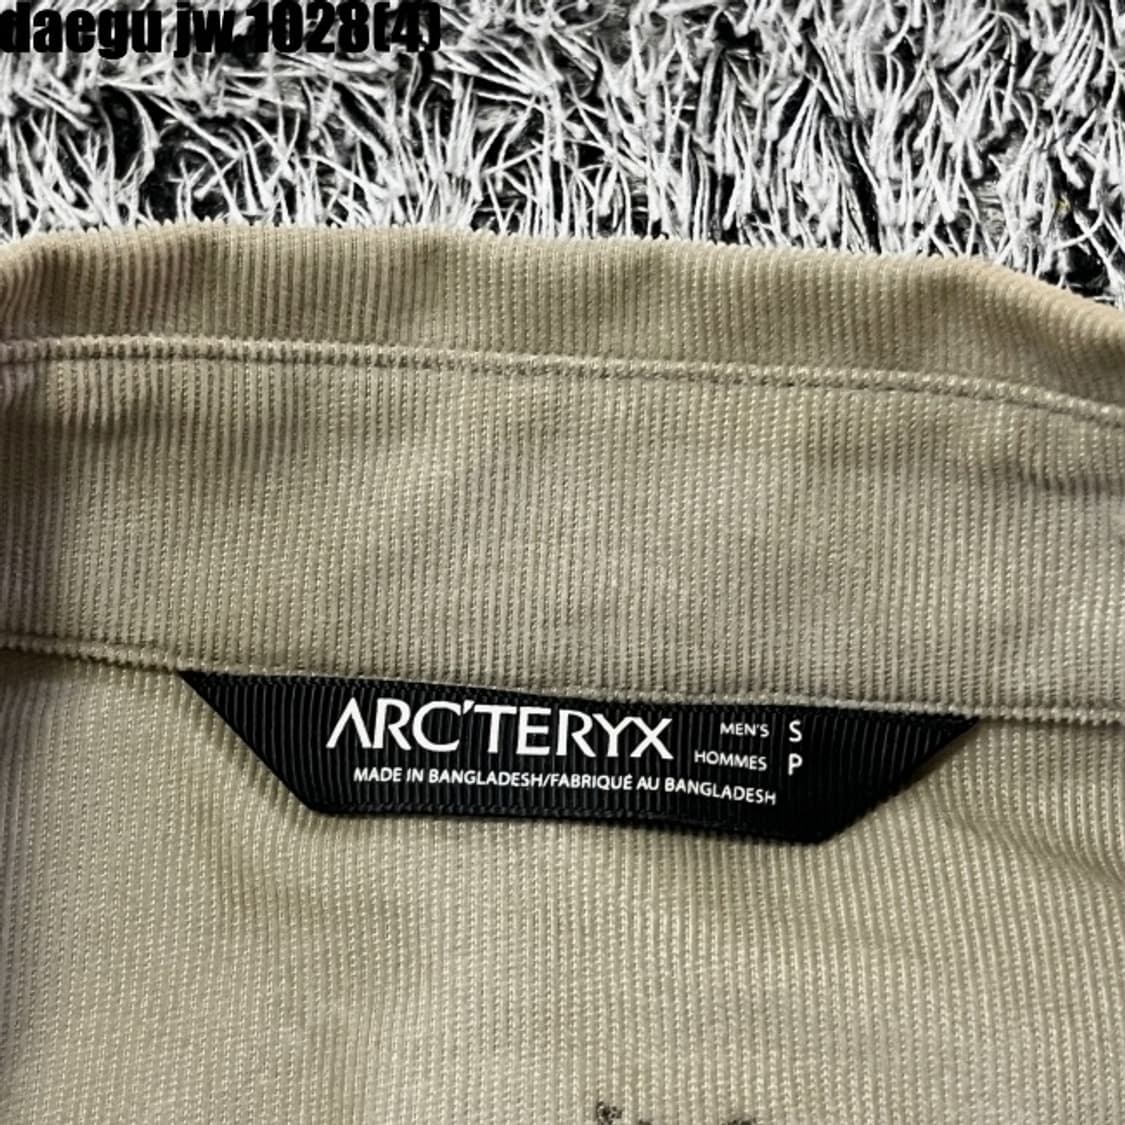 daegu jw 1028(4)
ARC'TERYX
MEN'S S
HOMMES P
MADE IN BANGLADESH/FABRIQUÉ AU BANGLADESH